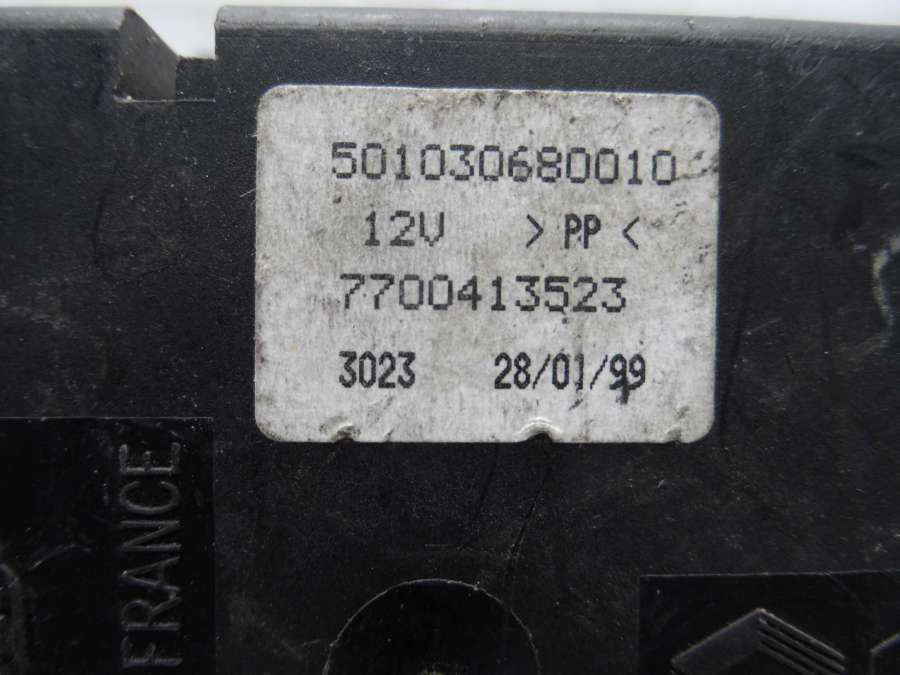 501030680010
12V > PP <
7700413523
3023 28/01/99
FRANCE